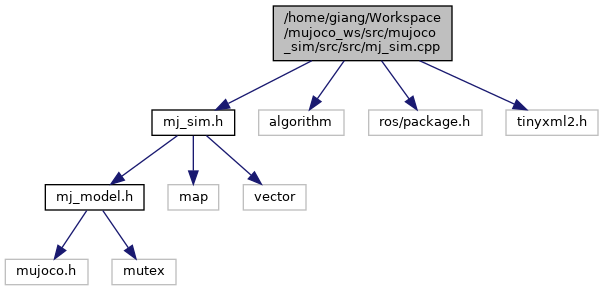 /home/giang/Workspace
/mujoco_ws/src/mujoco
_sim/src/src/mj_sim.cpp
mj_sim.h
algorithm
ros/package.h
tinyxml2.h
mj_model.h
map
vector
mujoco.h
mutex